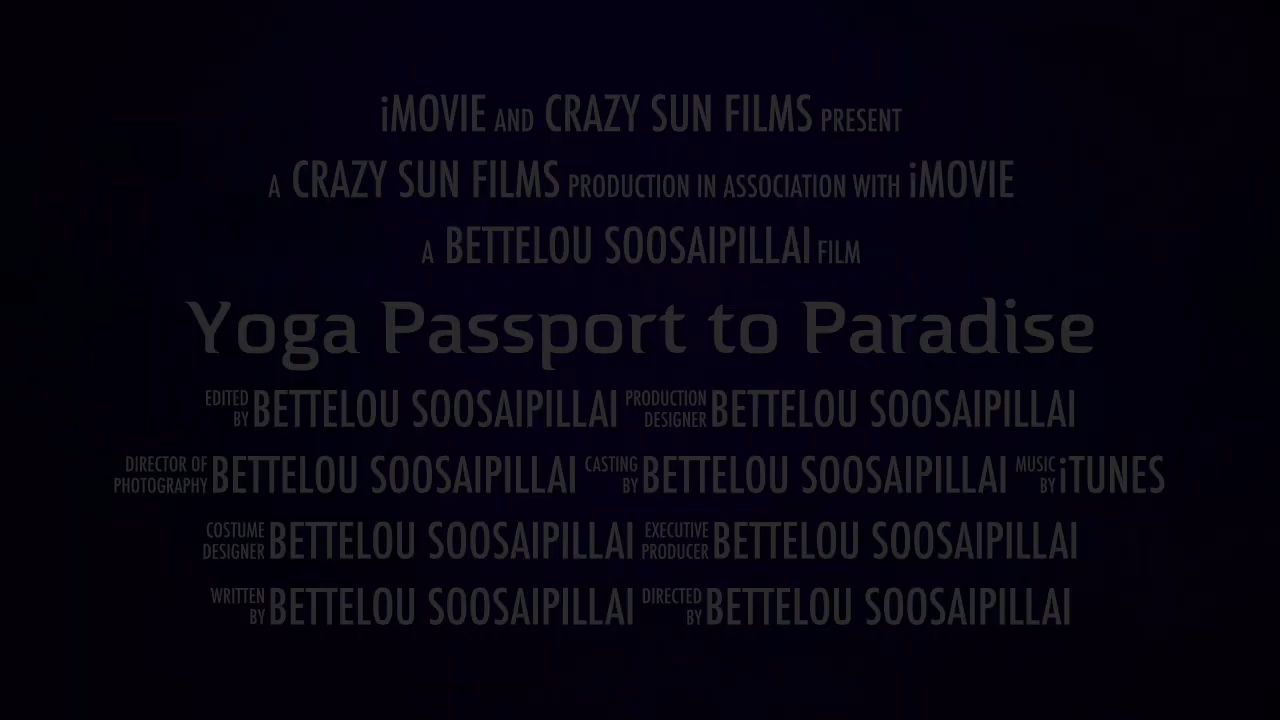 iMOVIE AND CRAZY SUN FILMS PRESENT
A CRAZY SUN FILMS PRODUCTION IN ASSOCIATION WITH iMOVIE
A BETTELOU SOOSAIPILLAI FILM
Yoga Passport to Paradise
EDITED BY BETTELOU SOOSAIPILLAI PRODUCTION DESIGNER BETTELOU SOOSAIPILLAI
DIRECTOR OF PHOTOGRAPHY BETTELOU SOOSAIPILLAI CASTING BY BETTELOU SOOSAIPILLAI MUSIC BY iTUNES
COSTUME DESIGNER BETTELOU SOOSAIPILLAI EXECUTIVE PRODUCER BETTELOU SOOSAIPILLAI
WRITTEN BY BETTELOU SOOSAIPILLAI DIRECTED BY BETTELOU SOOSAIPILLAI